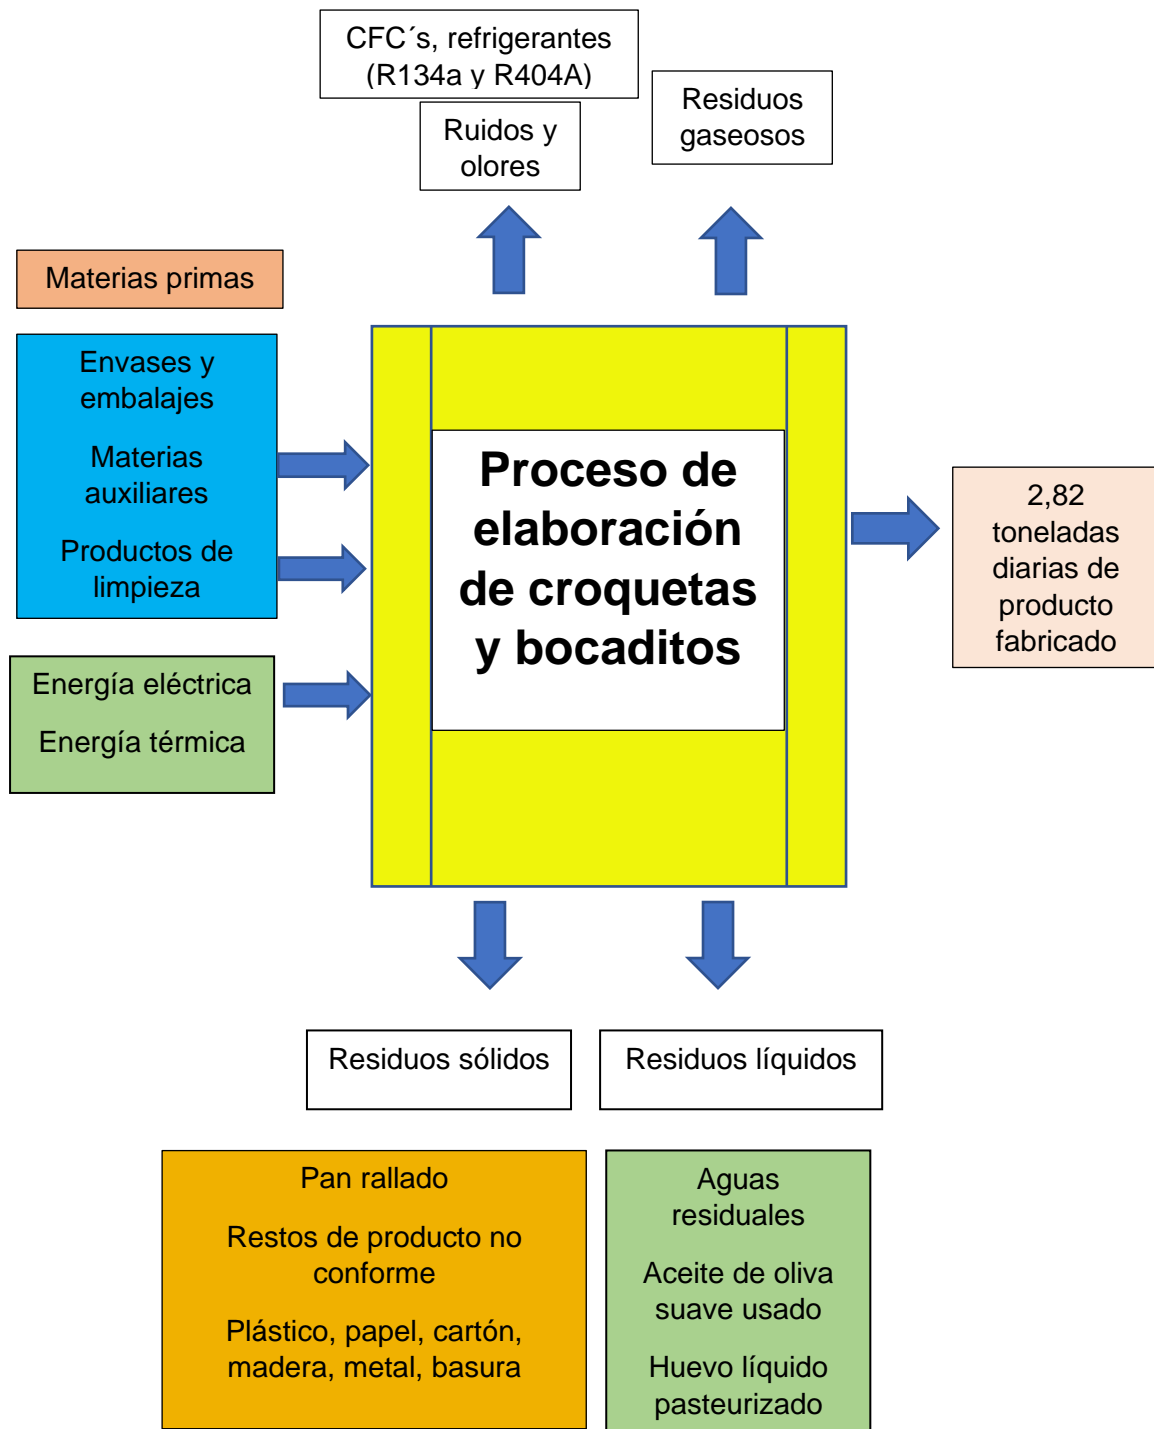 CFC´s, refrigerantes
(R134a y R404A)
Ruidos y
olores
Residuos
gaseosos
Materias primas
Envases y
embalajes
Materias
auxiliares
Productos de
limpieza
Energía eléctrica
Energía térmica
Proceso de
elaboración
de croquetas
y bocaditos
2,82
toneladas
diarias de
producto
fabricado
Residuos sólidos
Residuos líquidos
Pan rallado
Restos de producto no
conforme
Plástico, papel, cartón,
madera, metal, basura
Aguas
residuales
Aceite de oliva
suave usado
Huevo líquido
pasteurizado